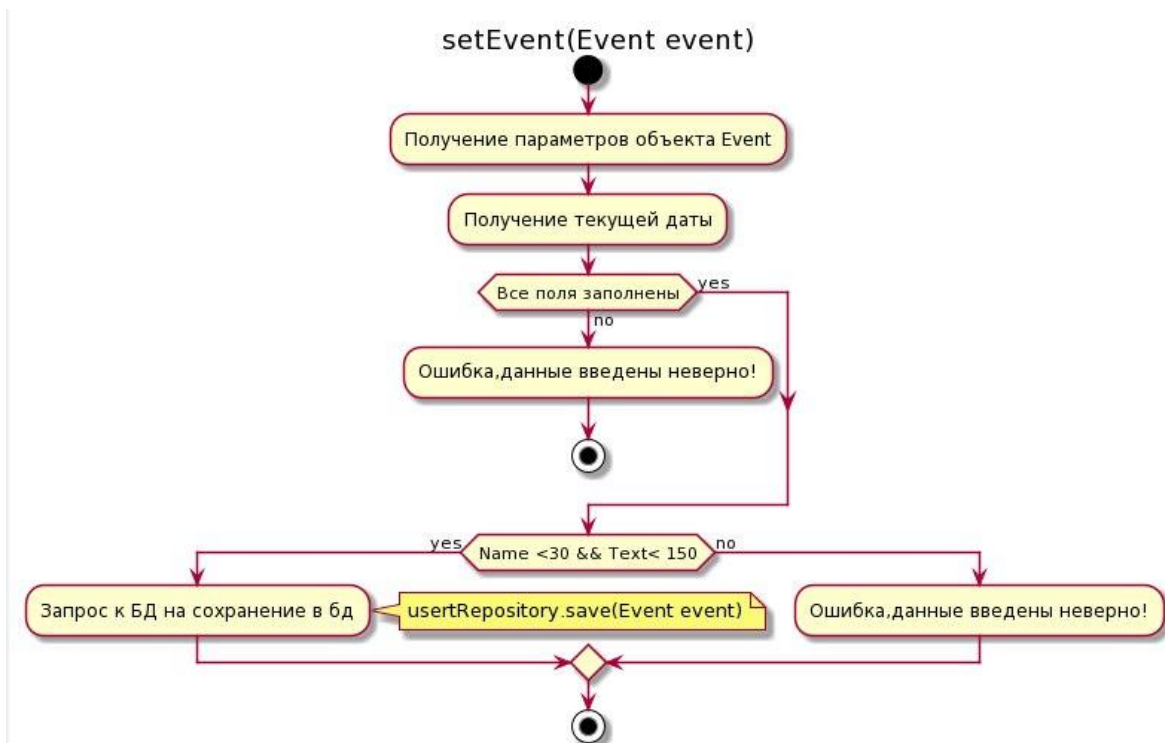 setEvent(Event event)
Получение параметров объекта Event
Получение текущей даты
Все поля заполнены
yes
no
Ошибка,данные введены неверно!
yes
Name <30 && Text< 150
no
Запрос к БД на сохранение в бд
usertRepository.save(Event event)
Ошибка,данные введены неверно!